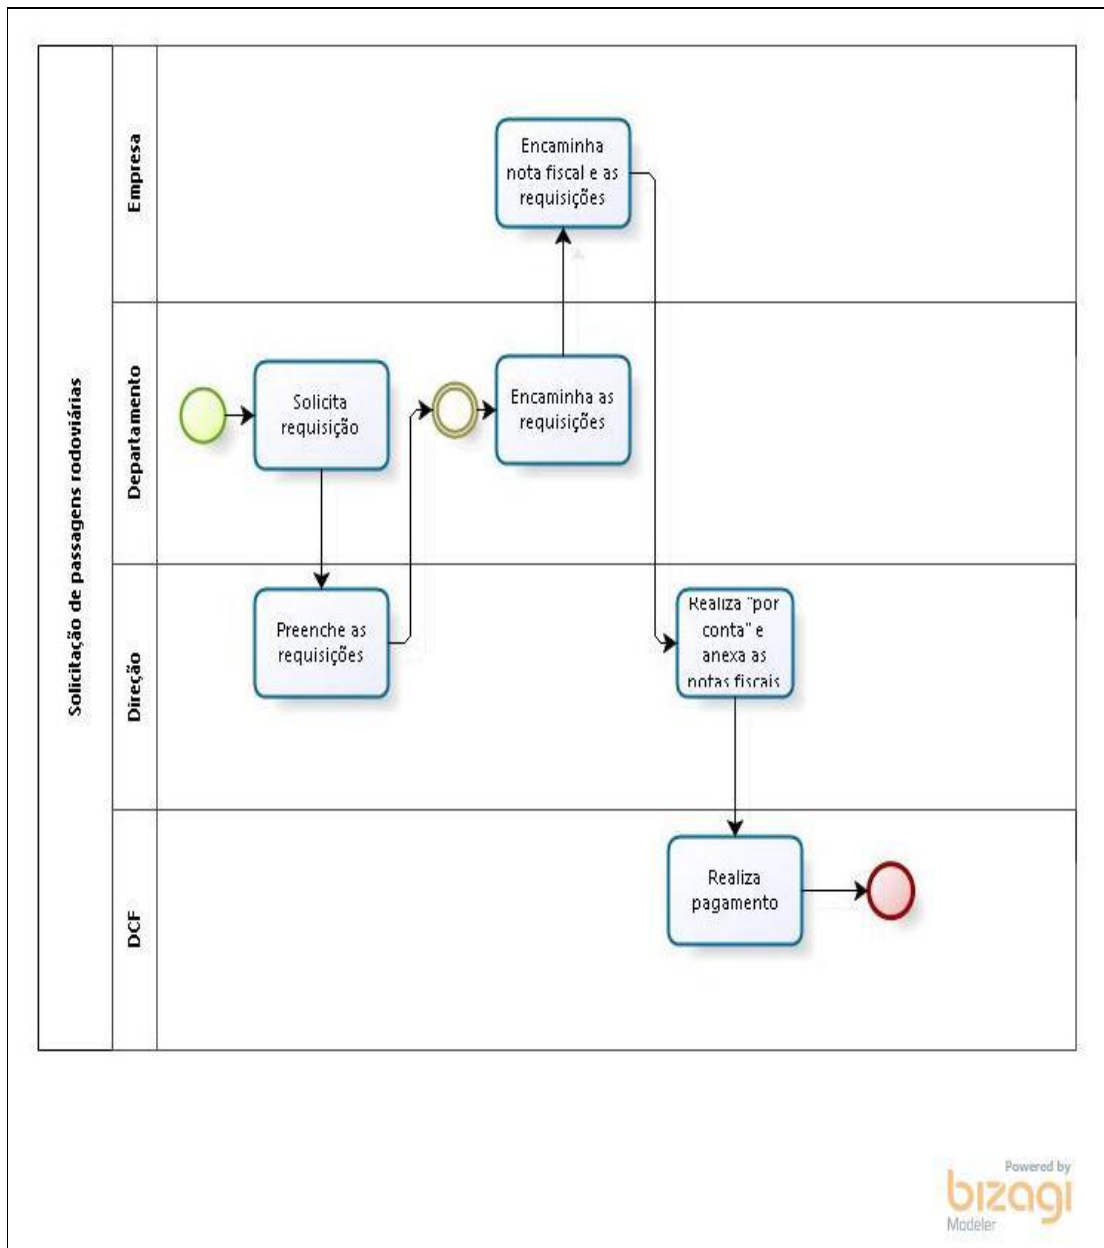 Solicitação de passagens rodoviárias
Empresa
Encaminha
nota fiscal e as
requisições
Departamento
Solicita
requisição
Encaminha as
requisições
Direção
Preenche as
requisições
Realiza "por
conta" e
anexa as
notas fiscais
DCF
Realiza
pagamento
Powered by
bizagi
Modeler